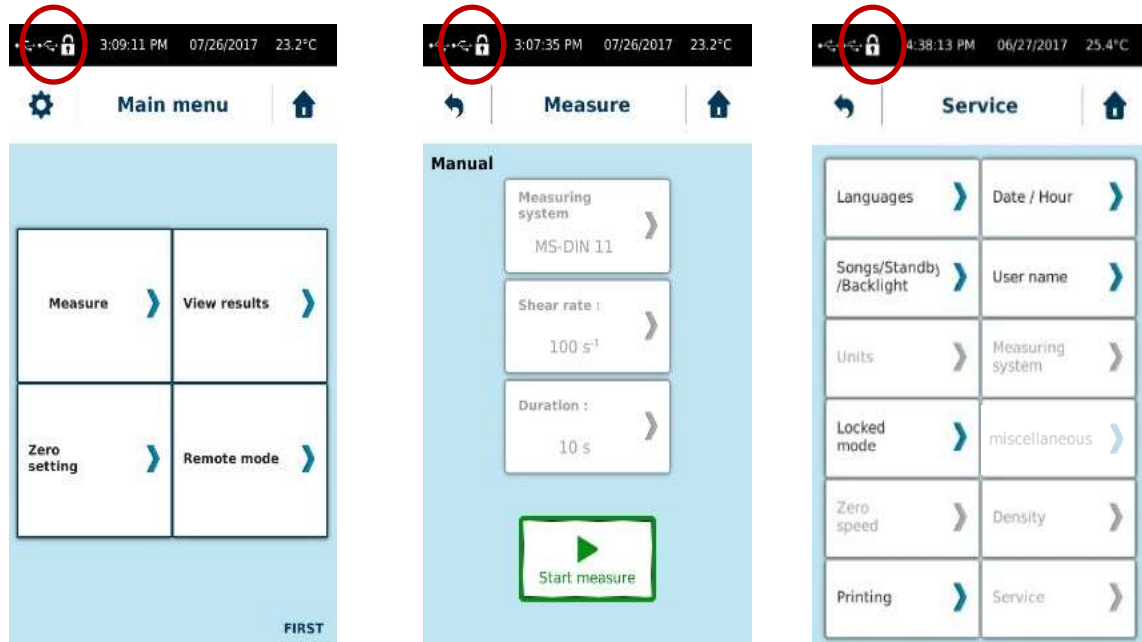 3:09:11 PM 07/26/2017 23.2°C
Main menu
Measure
View results
Zero
setting
Remote mode
FIRST
3:07:35 PM 07/26/2017 23.2°C
Measure
Manual
Measuring
system
MS-DIN 11
Shear rate :
100 s⁻¹
Duration :
10 s
Start measure
4:38:13 PM 06/27/2017 25.4°C
Service
Languages
Date / Hour
Songs/Standby
/Backlight
User name
Units
Measuring
system
Locked
mode
miscellaneous
Zero
speed
Density
Printing
Service